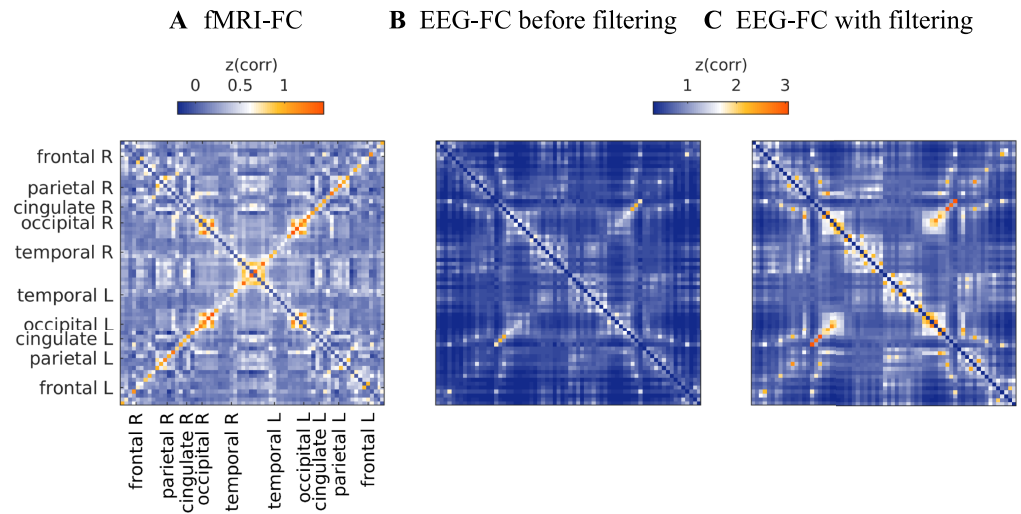 A fMRI-FC
B EEG-FC before filtering
C EEG-FC with filtering
z(corr)
0 0.5 1
z(corr)
1 2 3
frontal R
parietal R
cingulate R
occipital R
temporal R
temporal L
occipital L
cingulate L
parietal L
frontal L
frontal R
parietal R
cingulate R
occipital R
temporal R
temporal L
occipital L
cingulate L
parietal L
frontal L